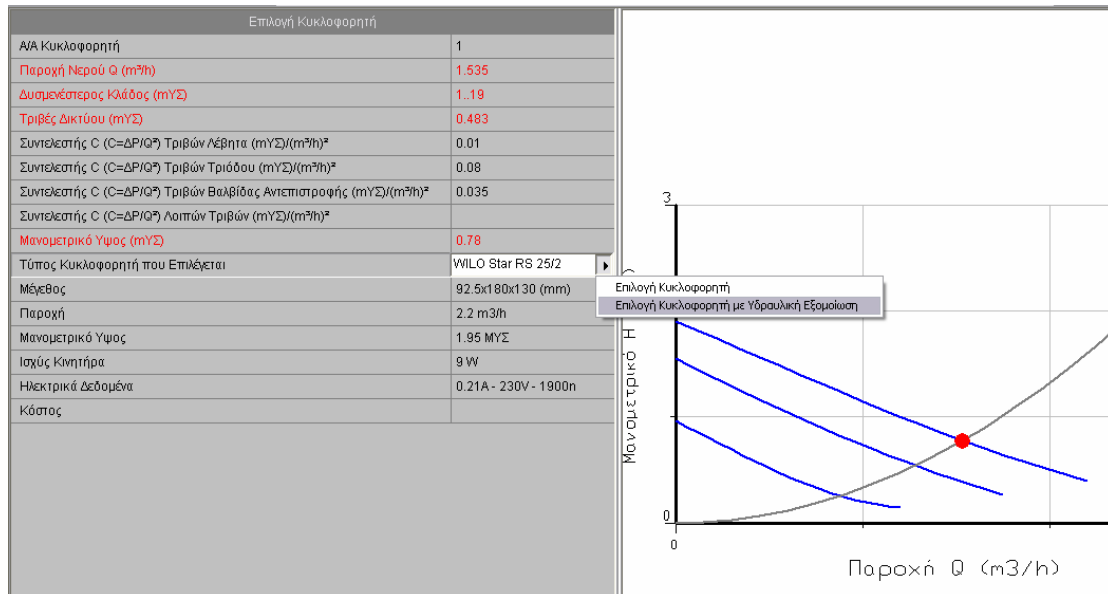 Επιλογή Κυκλοφορητή
Α/Α Κυκλοφορητή 1
Παροχή Νερού Q (m³/h) 1.535
Δυσμενέστερος Κλάδος (mΥΣ) 1..19
Τριβές Δικτύου (mΥΣ) 0.483
Συντελεστής C (C=ΔP/Q²) Τριβών Λέβητα (mΥΣ)/(m³/h)² 0.01
Συντελεστής C (C=ΔP/Q²) Τριβών Τριόδου (mΥΣ)/(m³/h)² 0.08
Συντελεστής C (C=ΔP/Q²) Τριβών Βαλβίδας Αντεπιστροφής (mΥΣ)/(m³/h)² 0.035
Συντελεστής C (C=ΔP/Q²) Λοιπών Τριβών (mΥΣ)/(m³/h)²
Μανομετρικό Υψος (mΥΣ) 0.78
Τύπος Κυκλοφορητή που Επιλέγεται WILO Star RS 25/2
Μέγεθος 92.5x180x130 (mm)
Παροχή 2.2 m3/h
Μανομετρικό Υψος 1.95 ΜΥΣ
Ισχύς Κινητήρα 9 W
Ηλεκτρικά Δεδομένα 0.21A - 230V - 1900n
Κόστος
Επιλογή Κυκλοφορητή
Επιλογή Κυκλοφορητή με Υδραυλική Εξομοίωση
3
Μανομετρικό Η
0
0
Παροχή Q (m3/h)